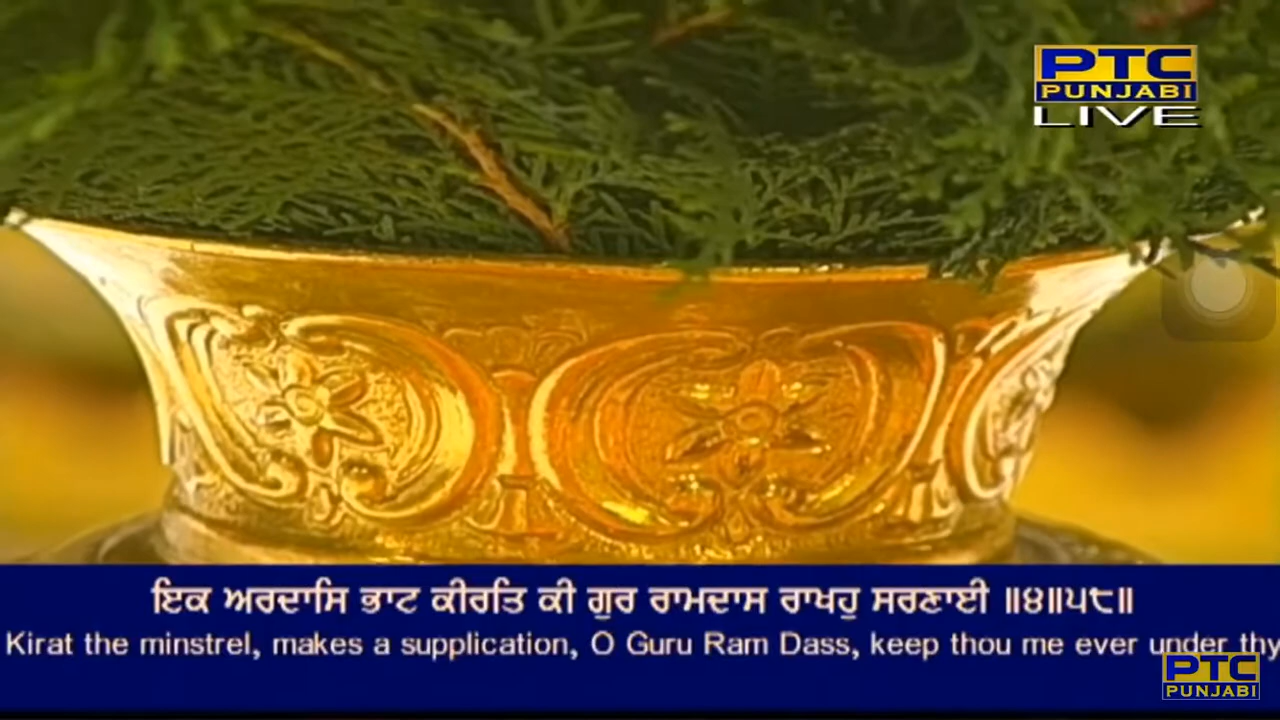 PTC
PUNJABI
LIVE
ਇਕ ਅਰਦਾਸਿ ਭਾਟ ਕੀਰਤਿ ਕੀ ਗੁਰ ਰਾਮਦਾਸ ਰਾਖਹੁ ਸਰਣਾਈ ॥੪॥੫੮॥
Kirat the minstrel, makes a supplication, O Guru Ram Dass, keep thou me ever under thy
PTC
PUNJABI